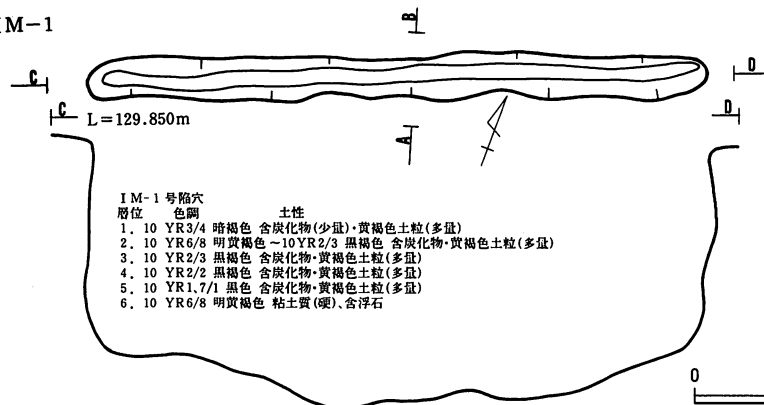 IM-1
B
C
D
C L=129.850m
D
A
IM-1 号陥穴
層位 色調 土性
1. 10 YR3/4 暗褐色 含炭化物(少量)・黄褐色土粒(多量)
2. 10 YR6/8 明黄褐色~10YR2/3 黒褐色 含炭化物・黄褐色土粒(多量)
3. 10 YR2/3 黒褐色 含炭化物・黄褐色土粒(多量)
4. 10 YR2/2 黒褐色 含炭化物・黄褐色土粒(多量)
5. 10 YR1,7/1 黒色 含炭化物・黄褐色土粒(多量)
6. 10 YR6/8 明黄褐色 粘土質(硬)、含浮石
0